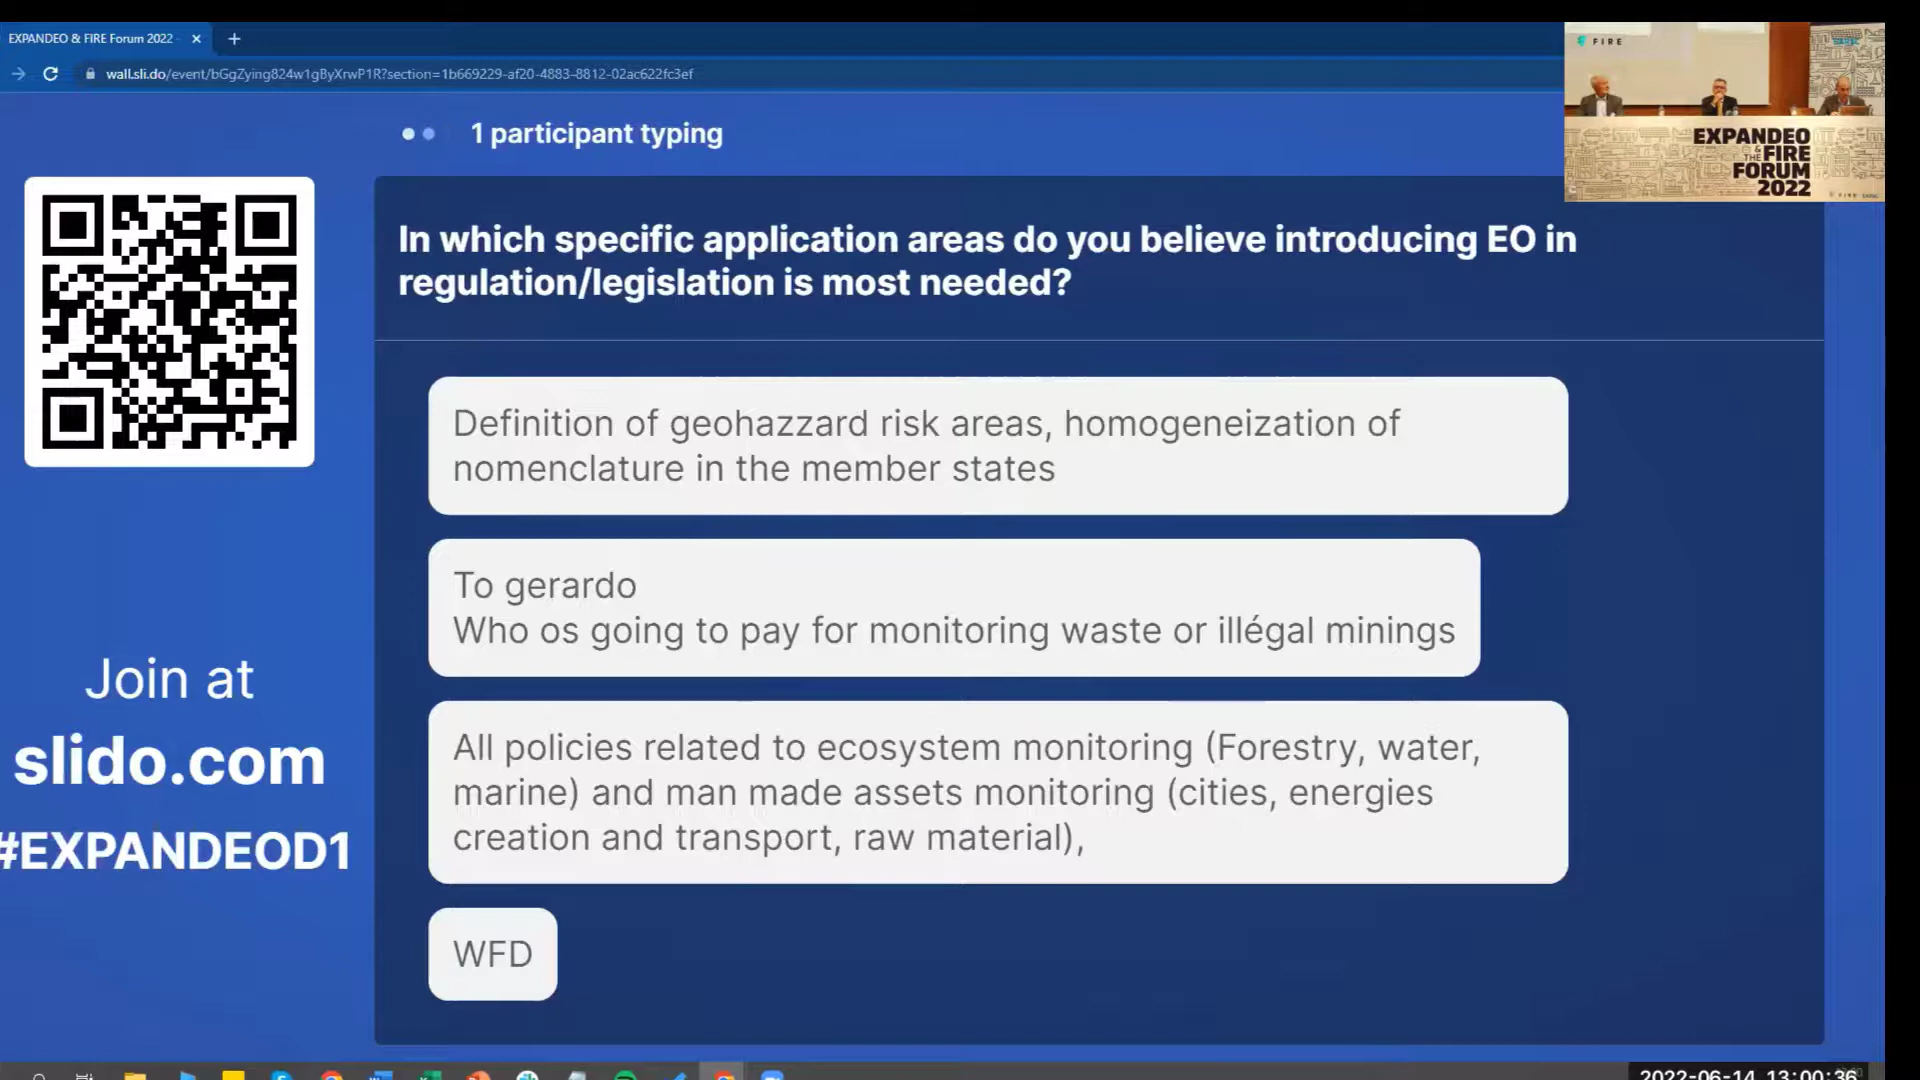 EXPANDEO & FIRE Forum 2022
wall.sli.do/event/bGgZying824w1gByXrwP1R?section=1b669229-af20-4883-8812-02ac622fc3ef
FIRE
EXPANDEO
&
THE FIRE
FORUM
2022
1 participant typing
In which specific application areas do you believe introducing EO in
regulation/legislation is most needed?
Definition of geohazzard risk areas, homogeneization of
nomenclature in the member states
To gerardo
Who os going to pay for monitoring waste or illégal minings
All policies related to ecosystem monitoring (Forestry, water,
marine) and man made assets monitoring (cities, energies
creation and transport, raw material),
WFD
Join at
slido.com
#EXPANDEOD1
2022-06-14 13:00:36